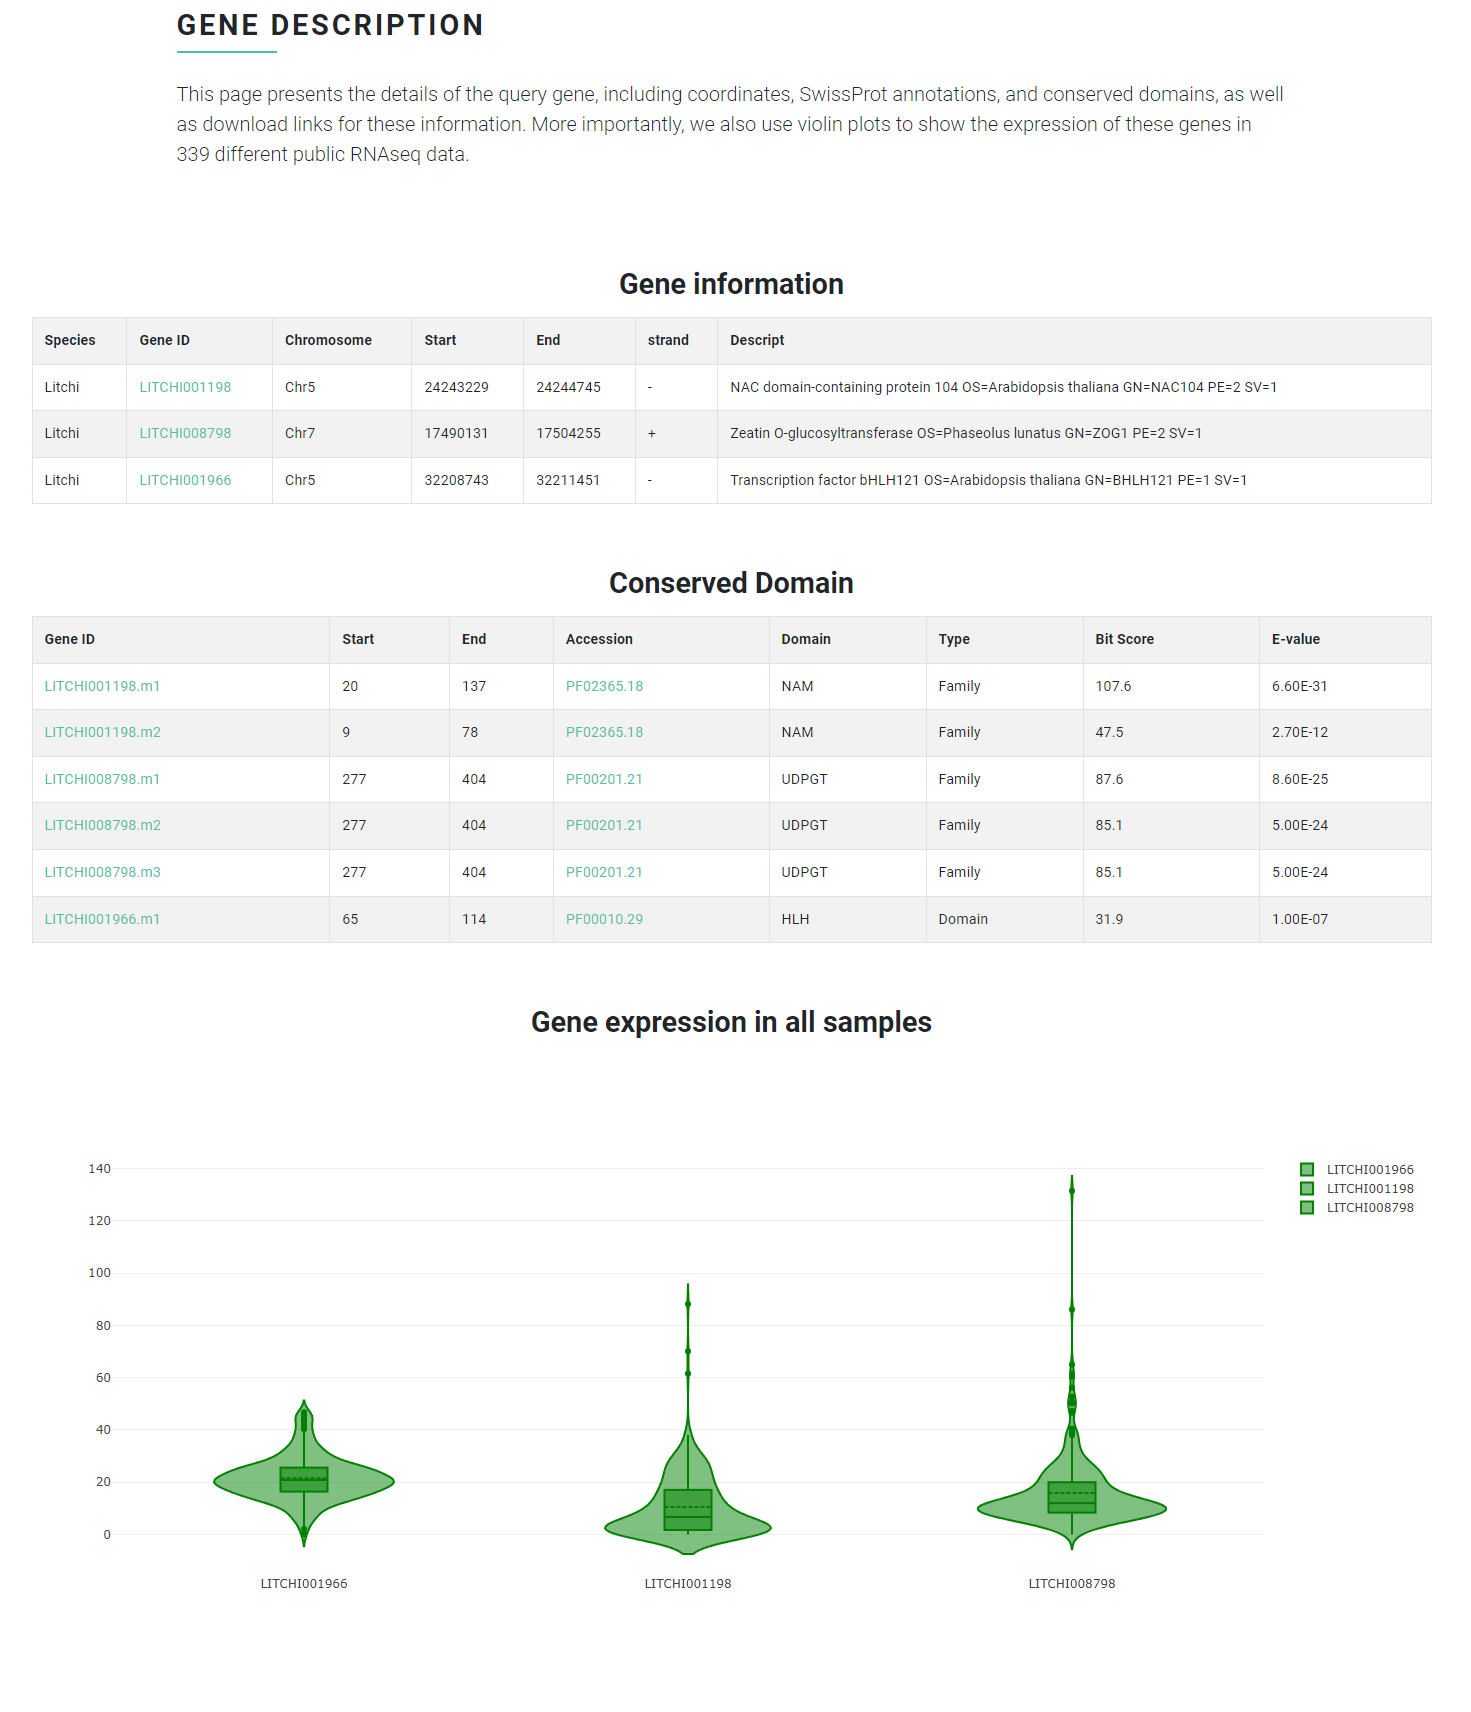 GENE DESCRIPTION
This page presents the details of the query gene, including coordinates, SwissProt annotations, and conserved domains, as well
as download links for these information. More importantly, we also use violin plots to show the expression of these genes in
339 different public RNAseq data.
Gene information
Species Gene ID Chromosome Start End strand Descript
Litchi LITCHI001198 Chr5 24243229 24244745 - NAC domain-containing protein 104 OS=Arabidopsis thaliana GN=NAC104 PE=2 SV=1
Litchi LITCHI008798 Chr7 17490131 17504255 + Zeatin O-glucosyltransferase OS=Phaseolus lunatus GN=ZOG1 PE=2 SV=1
Litchi LITCHI001966 Chr5 32208743 32211451 - Transcription factor bHLH121 OS=Arabidopsis thaliana GN=BHLH121 PE=1 SV=1
Conserved Domain
Gene ID Start End Accession Domain Type Bit Score E-value
LITCHI001198.m1 20 137 PF02365.18 NAM Family 107.6 6.60E-31
LITCHI001198.m2 9 78 PF02365.18 NAM Family 47.5 2.70E-12
LITCHI008798.m1 277 404 PF00201.21 UDPGT Family 87.6 8.60E-25
LITCHI008798.m2 277 404 PF00201.21 UDPGT Family 85.1 5.00E-24
LITCHI008798.m3 277 404 PF00201.21 UDPGT Family 85.1 5.00E-24
LITCHI001966.m1 65 114 PF00010.29 HLH Domain 31.9 1.00E-07
Gene expression in all samples
140
120
100
80
60
40
20
0
LITCHI001966 LITCHI001198 LITCHI008798
LITCHI001966
LITCHI001198
LITCHI008798